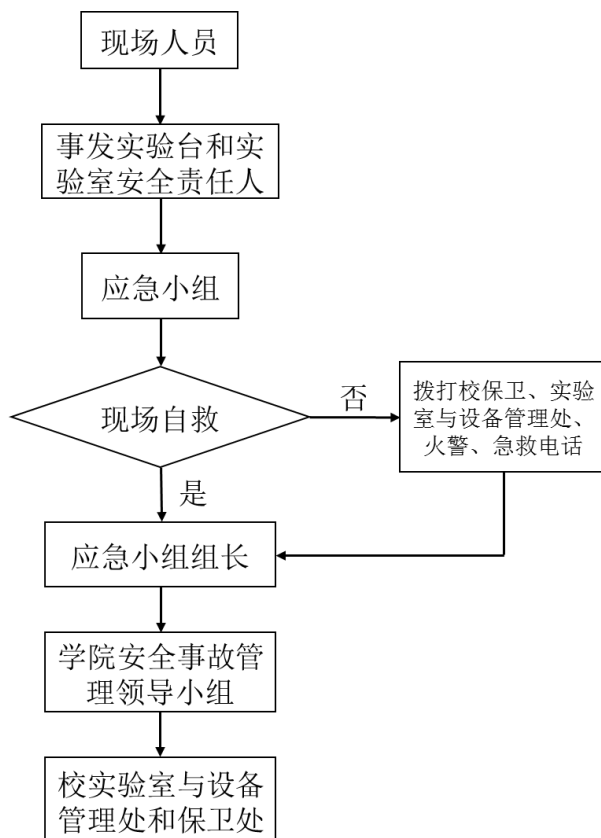 现场人员
事发实验台和实
验室安全责任人
应急小组
现场自救
否
拨打校保卫、实验
室与设备管理处、
火警、急救电话
是
应急小组组长
学院安全事故管
理领导小组
校实验室与设备
管理处和保卫处